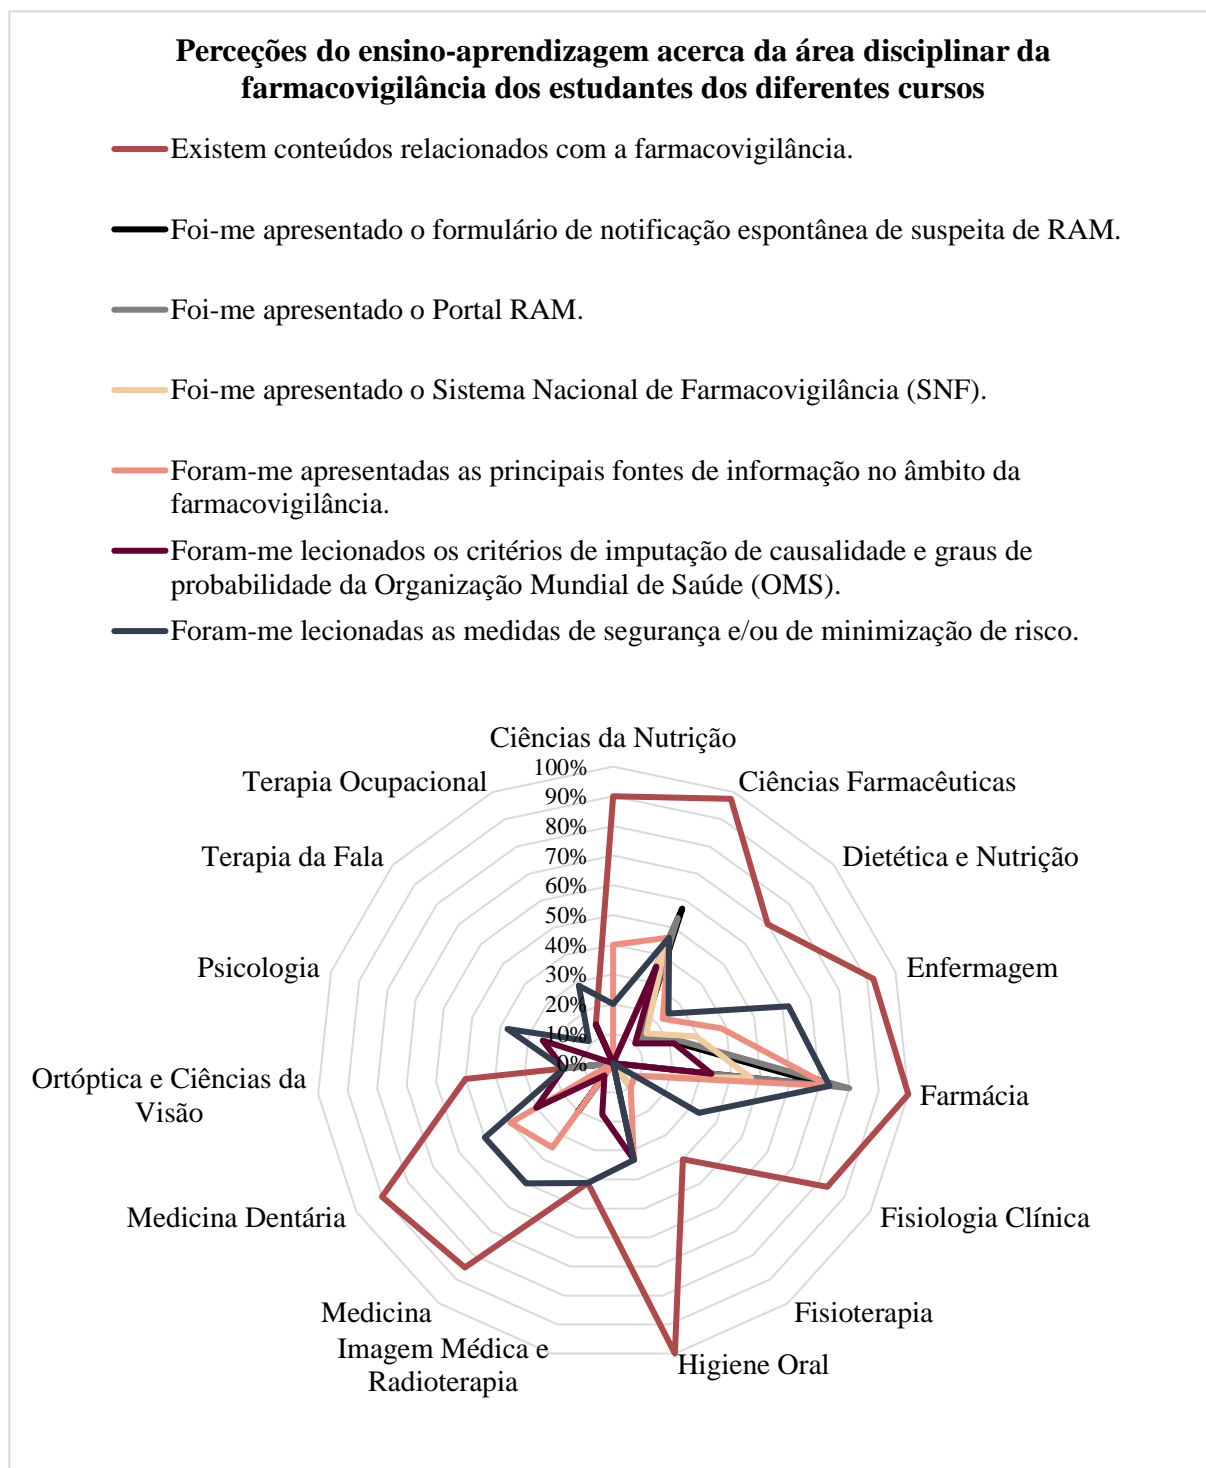 Perceções do ensino-aprendizagem acerca da área disciplinar da
farmacovigilância dos estudantes dos diferentes cursos
Existem conteúdos relacionados com a farmacovigilância.
Foi-me apresentado o formulário de notificação espontânea de suspeita de RAM.
Foi-me apresentado o Portal RAM.
Foi-me apresentado o Sistema Nacional de Farmacovigilância (SNF).
Foram-me apresentadas as principais fontes de informação no âmbito da
farmacovigilância.
Foram-me lecionados os critérios de imputação de causalidade e graus de
probabilidade da Organização Mundial de Saúde (OMS).
Foram-me lecionadas as medidas de segurança e/ou de minimização de risco.
Ciências da Nutrição
Ciências Farmacêuticas
Dietética e Nutrição
Enfermagem
Farmácia
Fisiologia Clínica
Fisioterapia
Higiene Oral
Imagem Médica e
Radioterapia
Medicina
Medicina Dentária
Ortóptica e Ciências da
Visão
Psicologia
Terapia da Fala
Terapia Ocupacional
100%
90%
80%
70%
60%
50%
40%
30%
20%
10%
0%